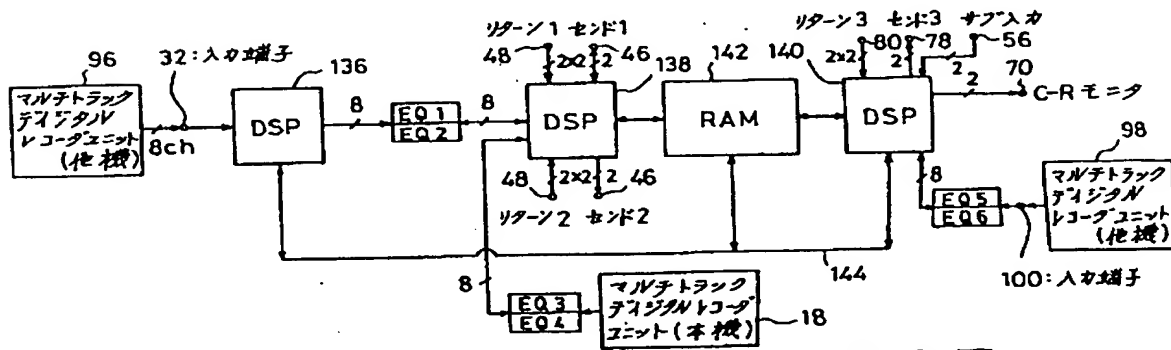 96
マルチトラック
ディジタル
レコーダユニット
(他機)
8ch
32:入力端子
136
DSP
8
EQ1
EQ2
8
リターン1 センド1
48
2×2
2
46
138
DSP
48
2×2
2
46
リターン2 センド2
142
RAM
リターン3 センド3 サブ入力
140
80
78
56
2×2
2
2
DSP
2
70
C-Rモニタ
98
マルチトラック
ディジタル
レコーダユニット
(他機)
8
EQ5
EQ6
100:入力端子
144
8
EQ3
EQ4
マルチトラック
ディジタルレコーダ
ユニット(本機)
18